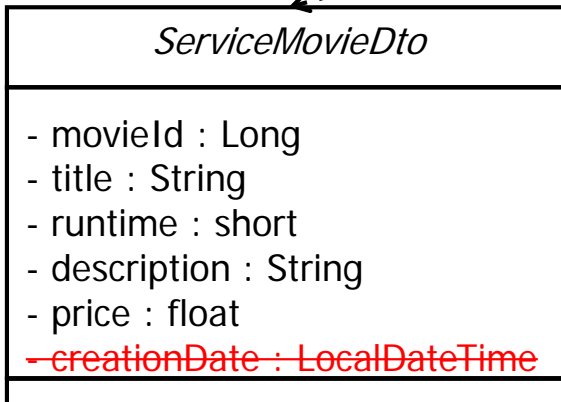 ServiceMovieDto
- movieId : Long
- title : String
- runtime : short
- description : String
- price : float
- creationDate : LocalDateTime